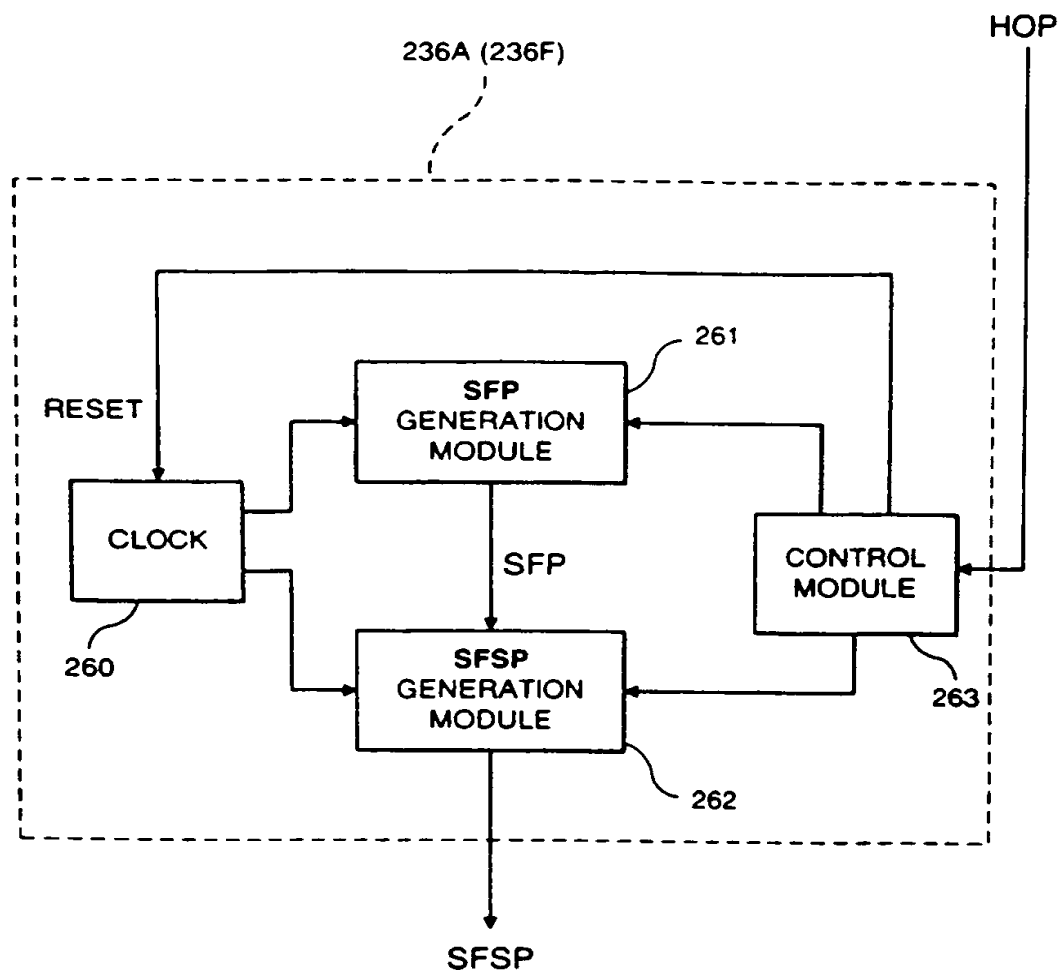 HOP
236A (236F)
261
SFP
GENERATION
MODULE
RESET
CLOCK
SFP
CONTROL
MODULE
260
SFSP
GENERATION
MODULE
263
262
SFSP